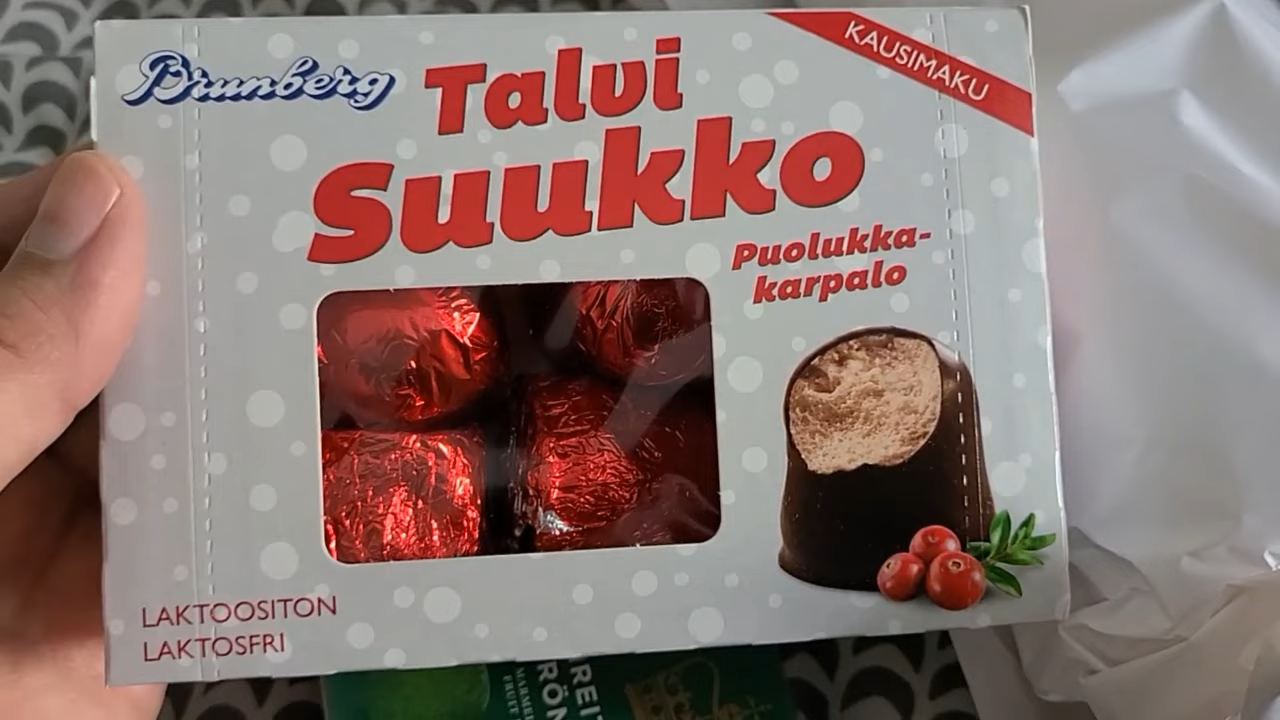 Brunberg
Talvi
Suukko
KAUSIMAKU
Puolukka-
karpalo
LAKTOOSITON
LAKTOSFRI